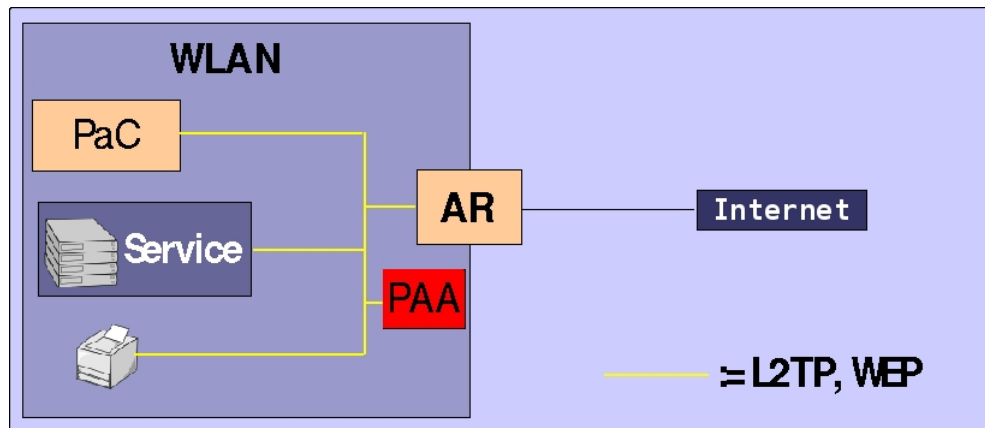 WLAN
PaC
AR
Internet
Service
PAA
:= L2TP, WEP